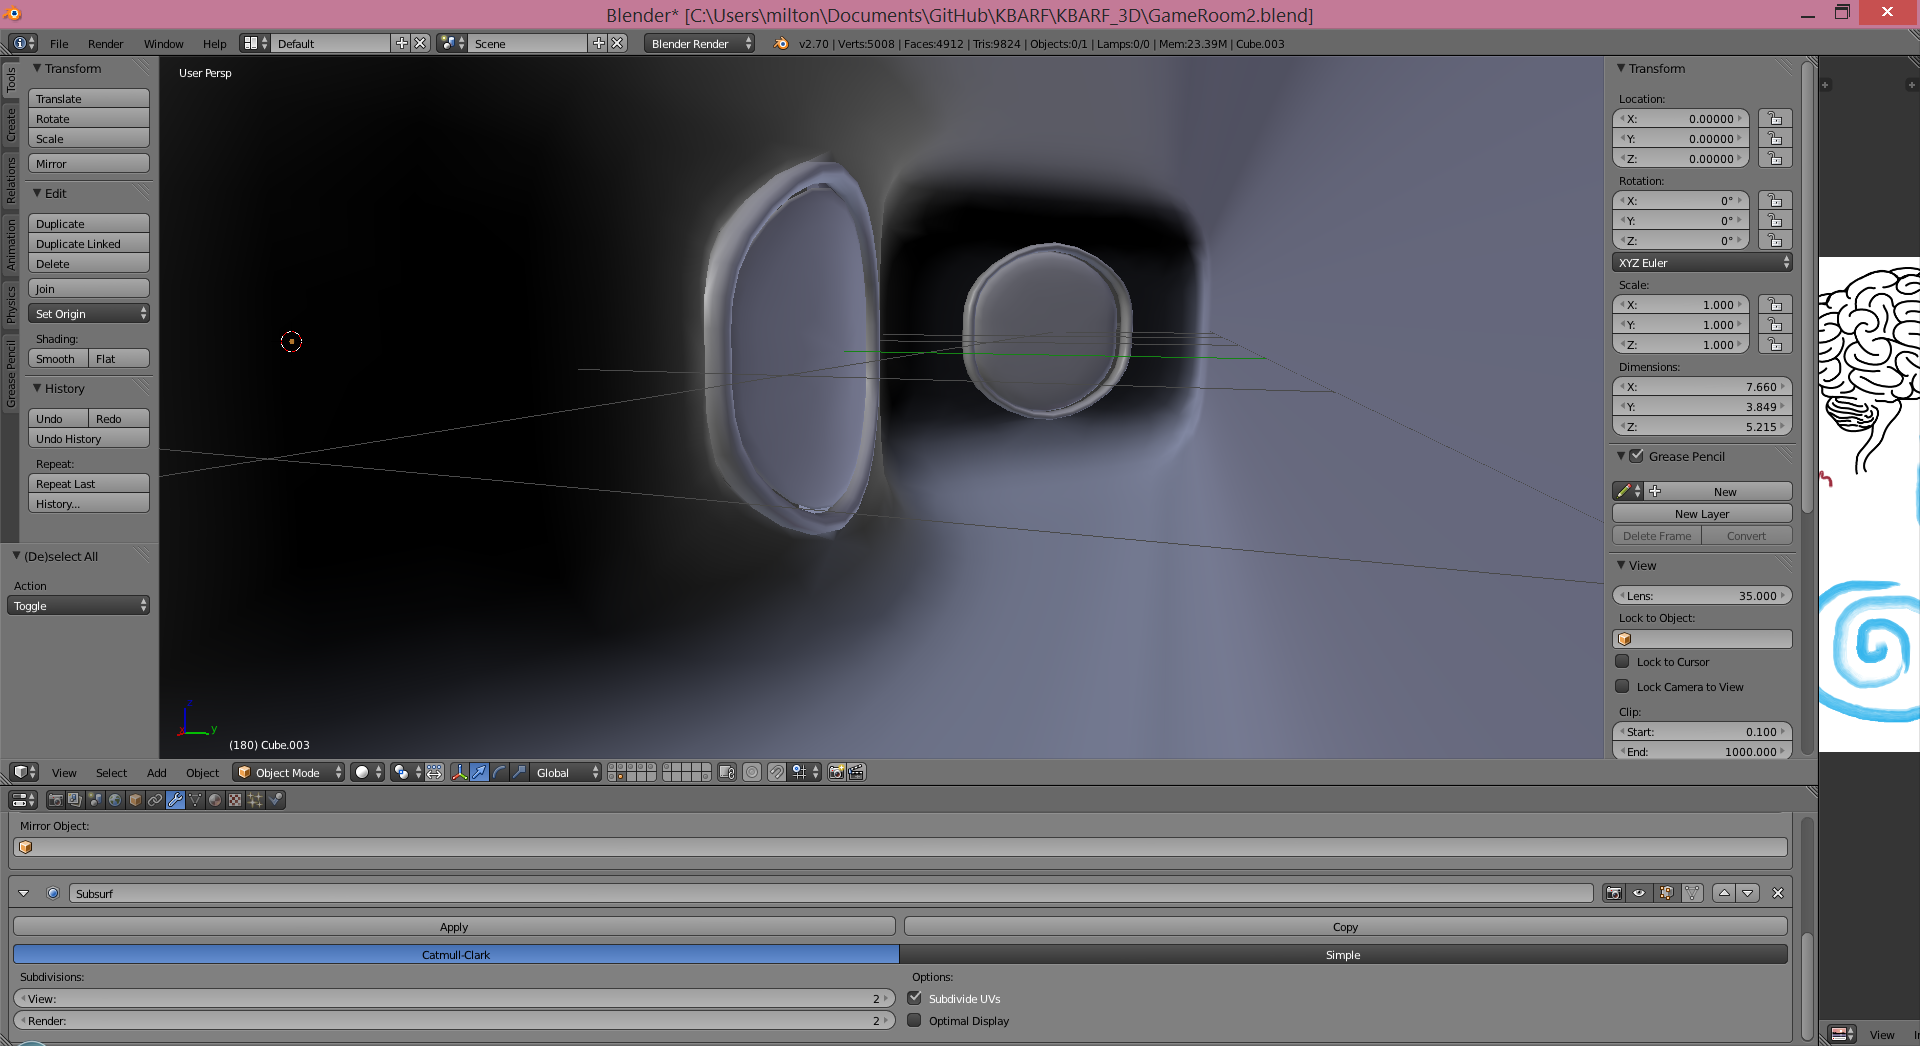 Blender* [C:\Users\milton\Documents\GitHub\KBARF\KBARF_3D\GameRoom2.blend]
File Render Window Help Default Scene Blender Render v2.70 | Verts:5008 | Faces:4912 | Tris:9824 | Objects:0/1 | Lamps:0/0 | Mem:23.39M | Cube.003
Tools
Create
Relations
Animation
Physics
Grease Pencil
Transform
Translate
Rotate
Scale
Mirror
Edit
Duplicate
Duplicate Linked
Delete
Join
Set Origin
Shading:
Smooth Flat
History
Undo Redo
Undo History
Repeat:
Repeat Last
History...
(De)select All
Action
Toggle
User Persp
y
(180) Cube.003
Transform
Location:
X: 0.00000
Y: 0.00000
Z: 0.00000
Rotation:
X: 0°
Y: 0°
Z: 0°
XYZ Euler
Scale:
X: 1.000
Y: 1.000
Z: 1.000
Dimensions:
X: 7.660
Y: 3.849
Z: 5.215
Grease Pencil
New
New Layer
Delete Frame Convert
View
Lens: 35.000
Lock to Object:
Lock to Cursor
Lock Camera to View
Clip:
Start: 0.100
End: 1000.000
View Select Add Object Object Mode Global
Mirror Object:
Subsurf
Apply Copy
Catmull-Clark Simple
Subdivisions: Options:
View: 2 Subdivide UVs
Render: 2 Optimal Display
View